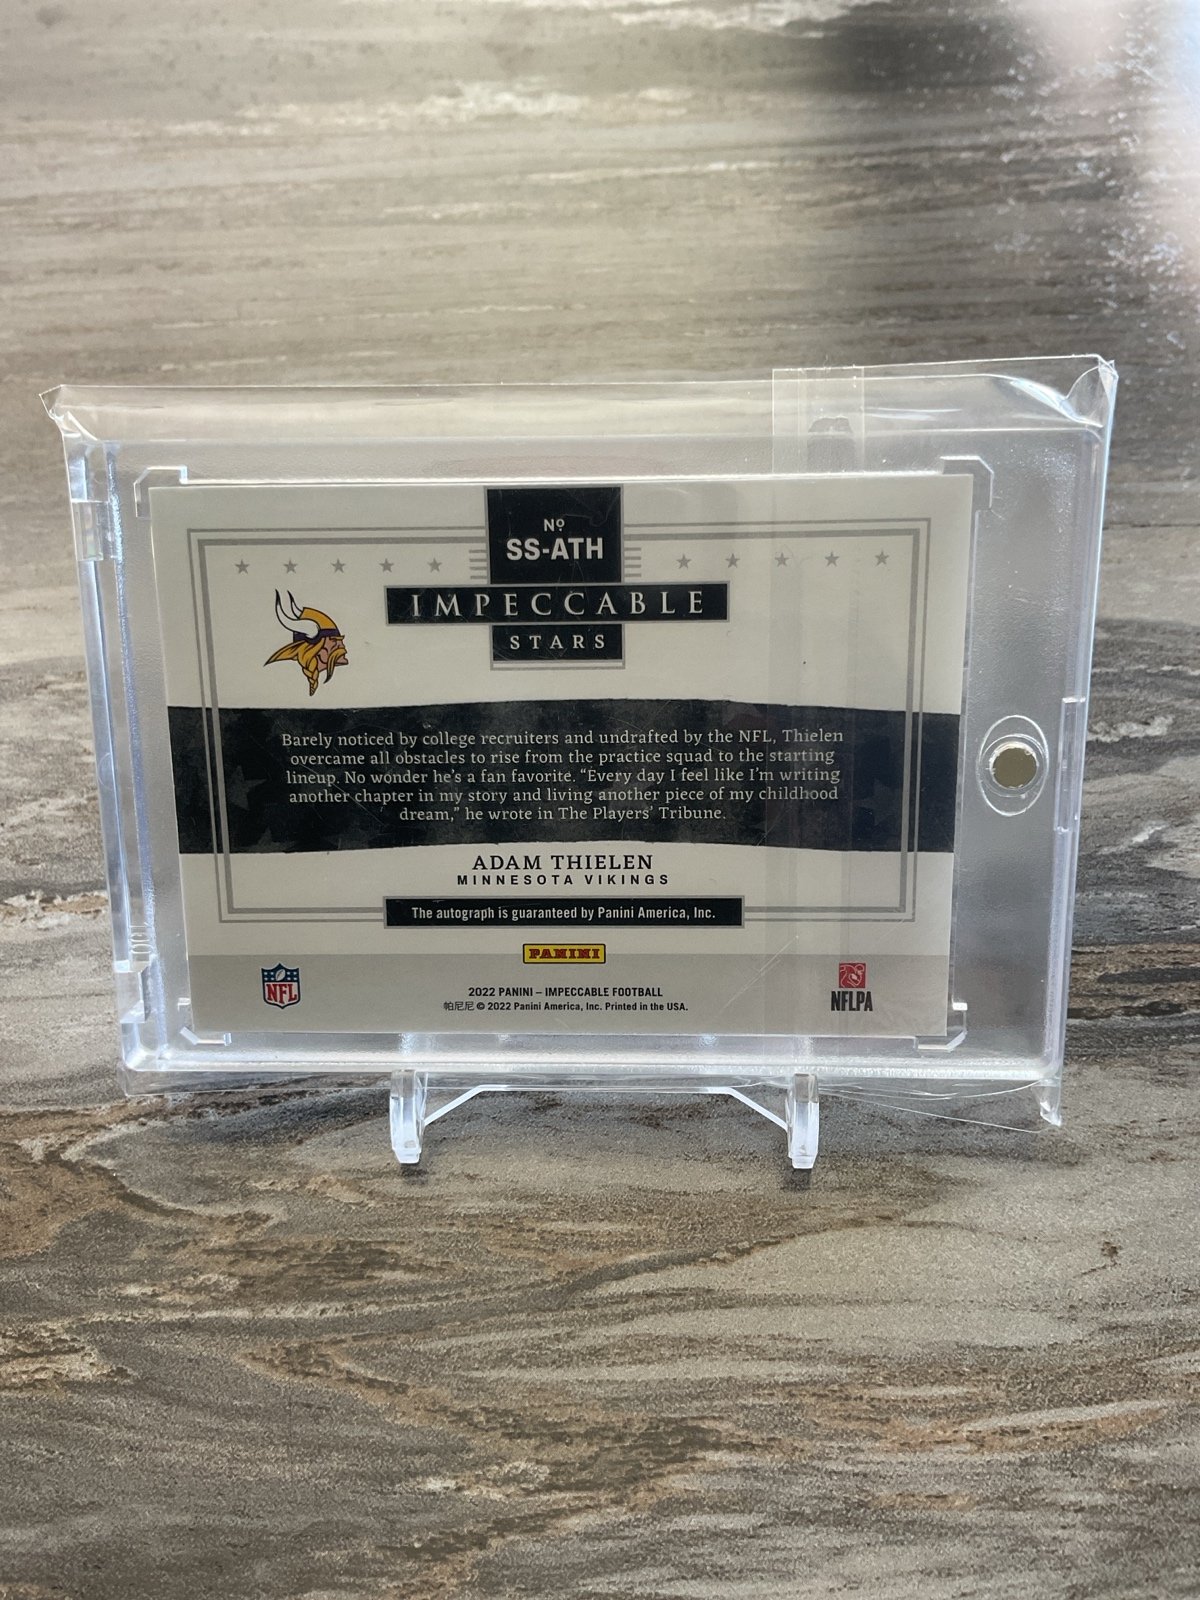 Nº
SS-ATH
IMPECCABLE
STARS
Barely noticed by college recruiters and undrafted by the NFL, Thielen
overcame all obstacles to rise from the practice squad to the starting
lineup. No wonder he's a fan favorite. “Every day I feel like I'm writing
another chapter in my story and living another piece of my childhood
dream,” he wrote in The Players' Tribune.
ADAM THIELEN
MINNESOTA VIKINGS
The autograph is guaranteed by Panini America, Inc.
PANINI
NFL
2022 PANINI – IMPECCABLE FOOTBALL
帕尼尼 © 2022 Panini America, Inc. Printed in the USA.
NFLPA